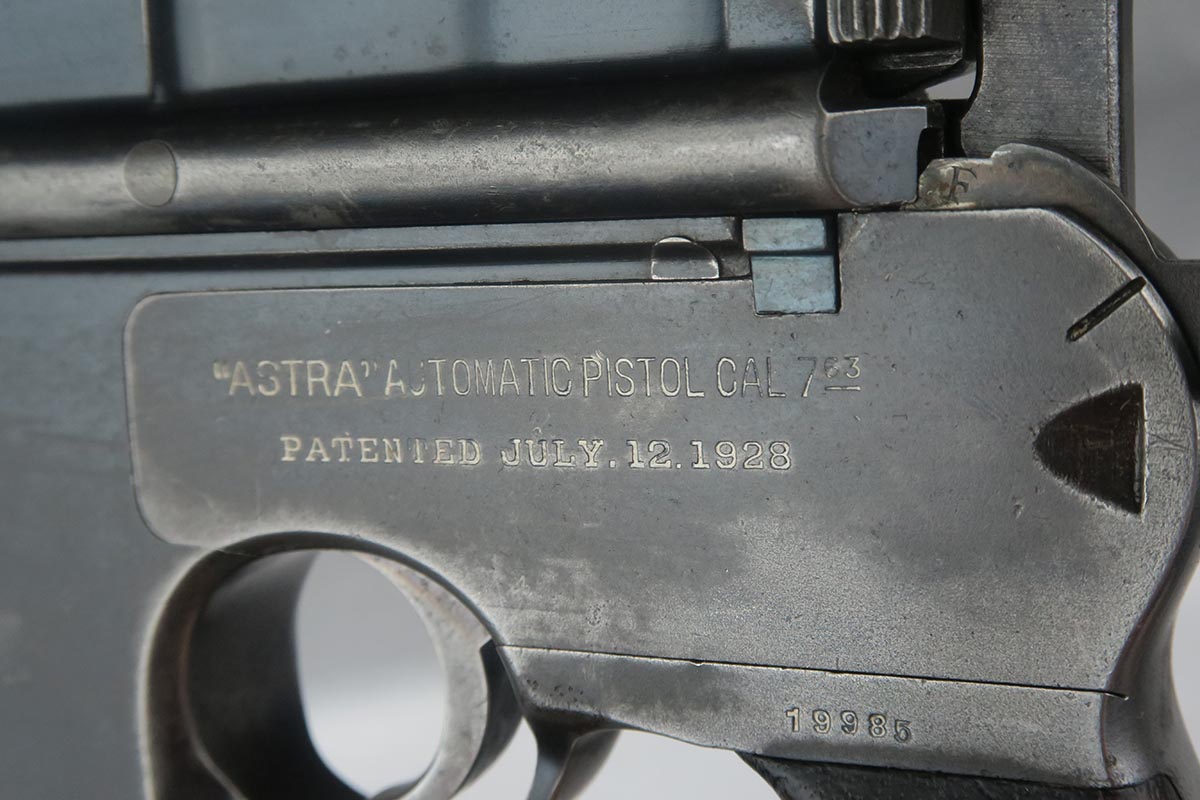 F
"ASTRA" AUTOMATIC PISTOL CAL 7 63
PATENTED JULY.12.1928
19985